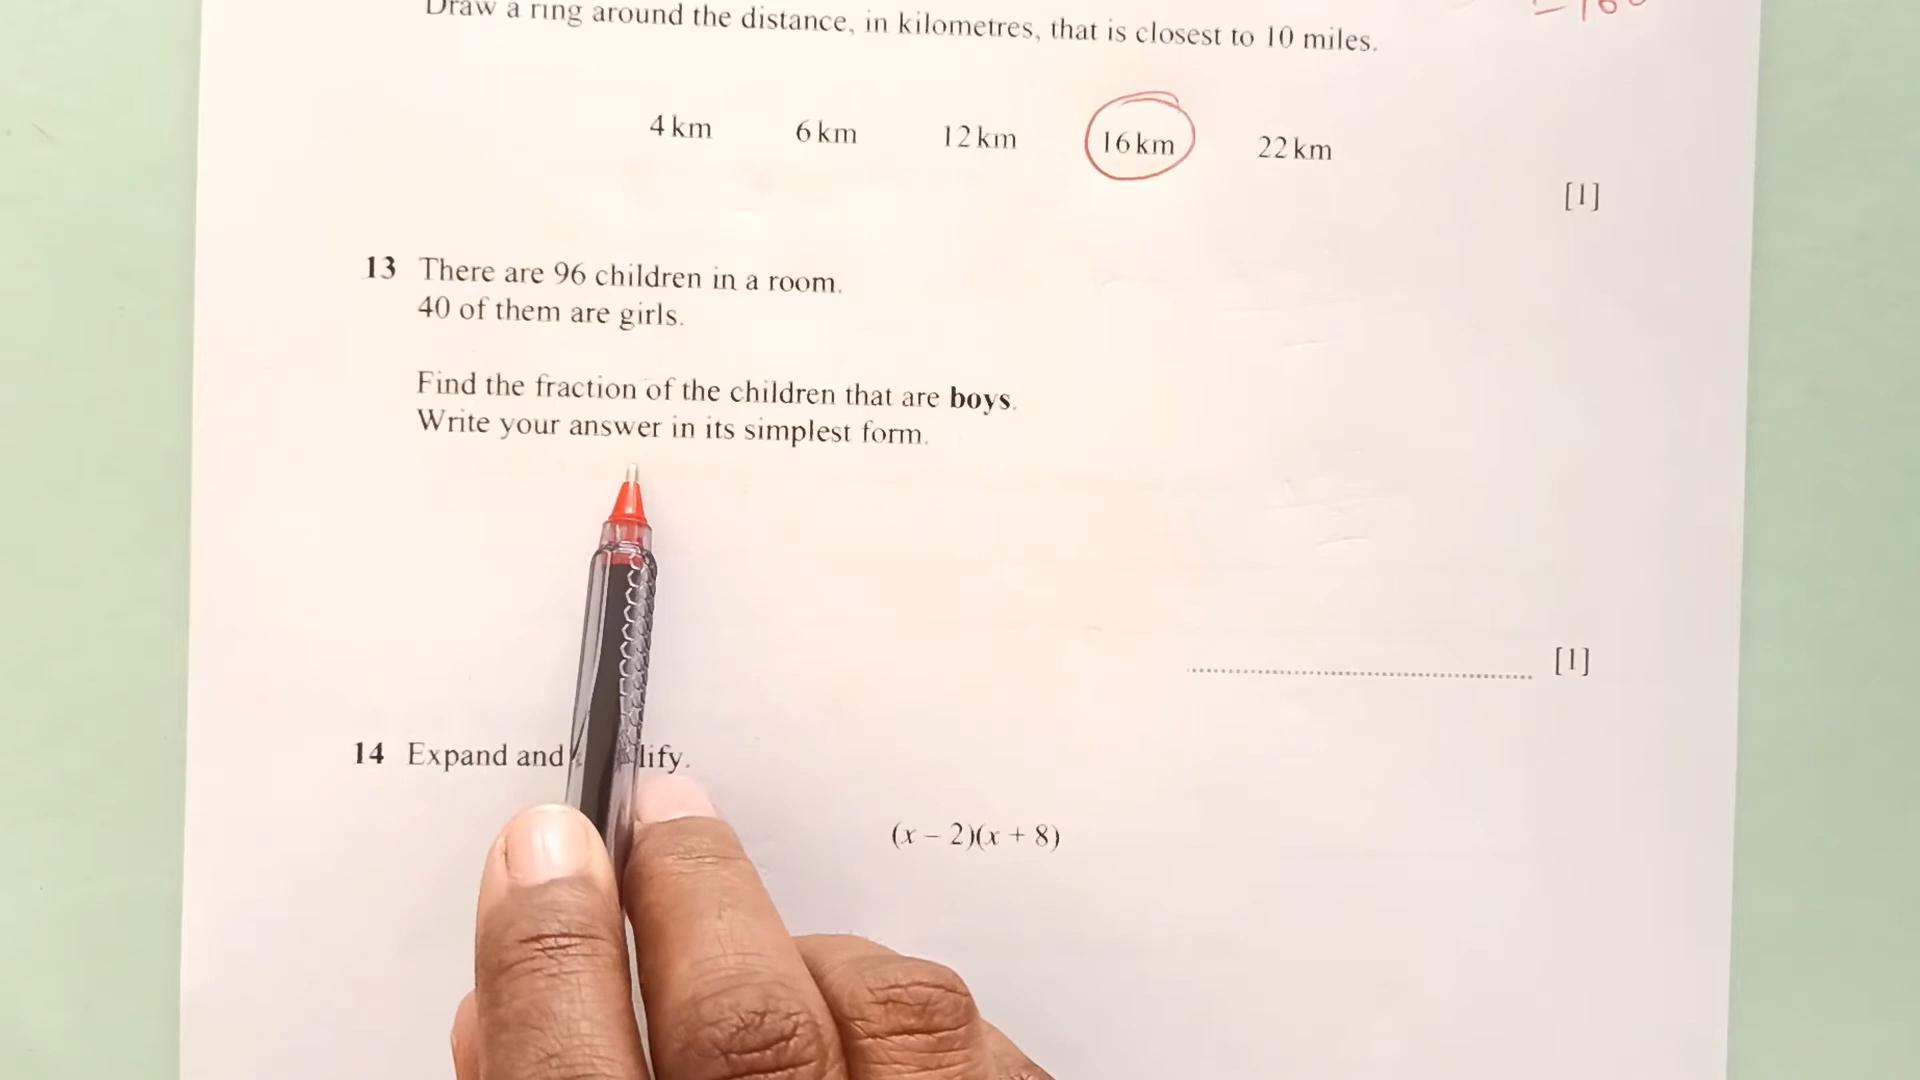 Draw a ring around the distance, in kilometres, that is closest to 10 miles.
4 km 6 km 12 km 16 km 22 km
[1]
13 There are 96 children in a room.
40 of them are girls.
Find the fraction of the children that are boys.
Write your answer in its simplest form.
[1]
14 Expand and
(x – 2)(x + 8)